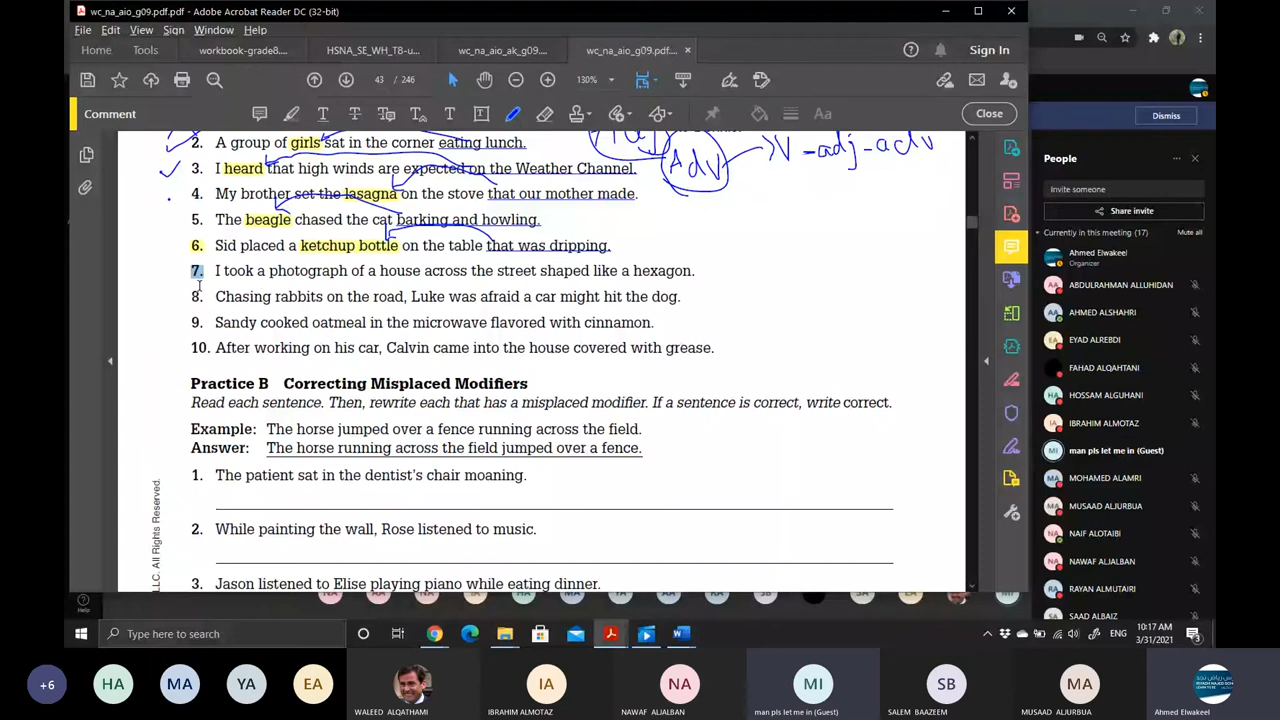 wc_na_aio_g09.pdf.pdf - Adobe Acrobat Reader DC (32-bit)
File Edit View Sign Window Help
Home Tools workbook-grade8.... HSNA_SE_WH_T8-u... wc_na_aio_ak_g09.... wc_na_aio_g09.pdf... × Sign In
43 / 246 130%
Comment Close
2. A group of girls sat in the corner eating lunch.
Adv V - adj - adv
3. I heard that high winds are expected on the Weather Channel.
4. My brother set the lasagna on the stove that our mother made.
5. The beagle chased the cat barking and howling.
6. Sid placed a ketchup bottle on the table that was dripping.
7. I took a photograph of a house across the street shaped like a hexagon.
8. Chasing rabbits on the road, Luke was afraid a car might hit the dog.
9. Sandy cooked oatmeal in the microwave flavored with cinnamon.
10. After working on his car, Calvin came into the house covered with grease.
Practice B Correcting Misplaced Modifiers
Read each sentence. Then, rewrite each that has a misplaced modifier. If a sentence is correct, write correct.
Example: The horse jumped over a fence running across the field.
Answer: The horse running across the field jumped over a fence.
1. The patient sat in the dentist's chair moaning.
2. While painting the wall, Rose listened to music.
3. Jason listened to Elise playing piano while eating dinner.
LLC. All Rights Reserved.
Dismiss
People
Invite someone
Share invite
Currently in this meeting (17) Mute all
Ahmed Elwakeel
Organizer
ABDULRAHMAN ALLUHIDAN
AHMED ALSHAHRI
EYAD ALREBDI
FAHAD ALQAHTANI
HOSSAM ALGUHANI
IBRAHIM ALMOTAZ
MI man pls let me in (Guest)
MA MOHAMED ALAMRI
MA MUSAAD ALJURBUA
NA NAIF ALOTAIBI
NA NAWAF ALJALBAN
RA RAYAN ALMUTAIRI
SA SAAD ALBAIZ
Help
Type here to search
ENG
10:17 AM
3/31/2021
+6 HA MA YA EA IA NA MI SB MA
WALEED ALQATHAMI IBRAHIM ALMOTAZ NAWAF ALJALBAN man pls let me in (Guest) SALEM BAAZEEM MUSAAD ALJURBUA Ahmed Elwakeel